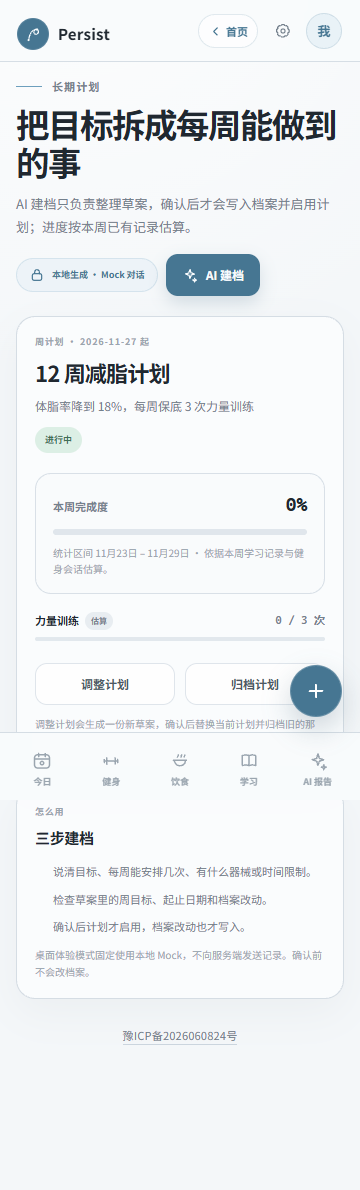 Persist
首页
我
长期计划
把目标拆成每周能做到
的事
AI 建档只负责整理草案，确认后才会写入档案并启用计
划；进度按本周已有记录估算。
本地生成 · Mock 对话
AI 建档
周计划 · 2026-11-27 起
12 周减脂计划
体脂率降到 18%，每周保底 3 次力量训练
进行中
本周完成度
0%
统计区间 11月23日 – 11月29日 · 依据本周学习记录与健
身会话估算。
力量训练 估算
0 / 3 次
调整计划
归档计划
调整计划会生成一份新草案，确认后替换当前计划并归档旧的那
今日
健身
饮食
学习
AI 报告
怎么用
三步建档
说清目标、每周能安排几次、有什么器械或时间限制。
检查草案里的周目标、起止日期和档案改动。
确认后计划才启用，档案改动也才写入。
桌面体验模式固定使用本地 Mock，不向服务端发送记录。确认前
不会改档案。
豫ICP备2026060824号